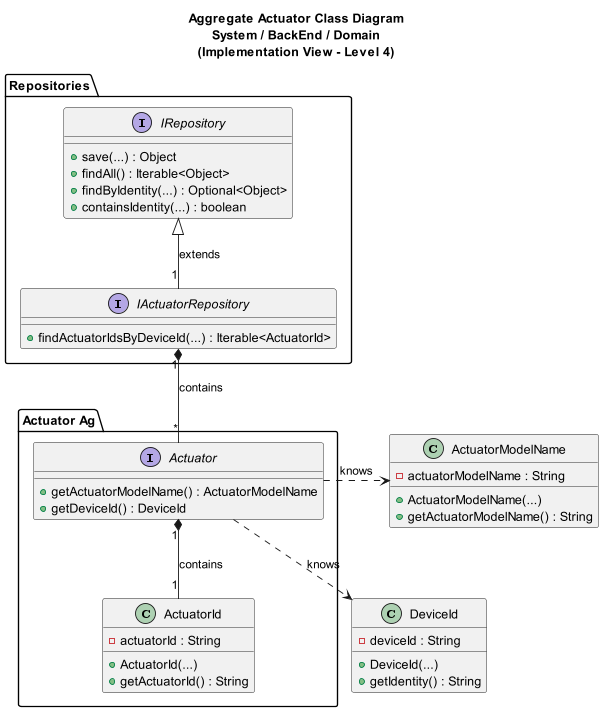 Aggregate Actuator Class Diagram
System / BackEnd / Domain
(Implementation View - Level 4)
Repositories
I IRepository
save(...) : Object
findAll() : Iterable<Object>
findByIdentity(...) : Optional<Object>
containsIdentity(...) : boolean
extends
1
I IActuatorRepository
findActuatorIdsByDeviceId(...) : Iterable<ActuatorId>
1
contains
*
Actuator Ag
I Actuator
getActuatorModelName() : ActuatorModelName
getDeviceId() : DeviceId
knows
C ActuatorModelName
actuatorModelName : String
ActuatorModelName(...)
getActuatorModelName() : String
1
contains
knows
1
C ActuatorId
actuatorId : String
ActuatorId(...)
getActuatorId() : String
C DeviceId
deviceId : String
DeviceId(...)
getIdentity() : String